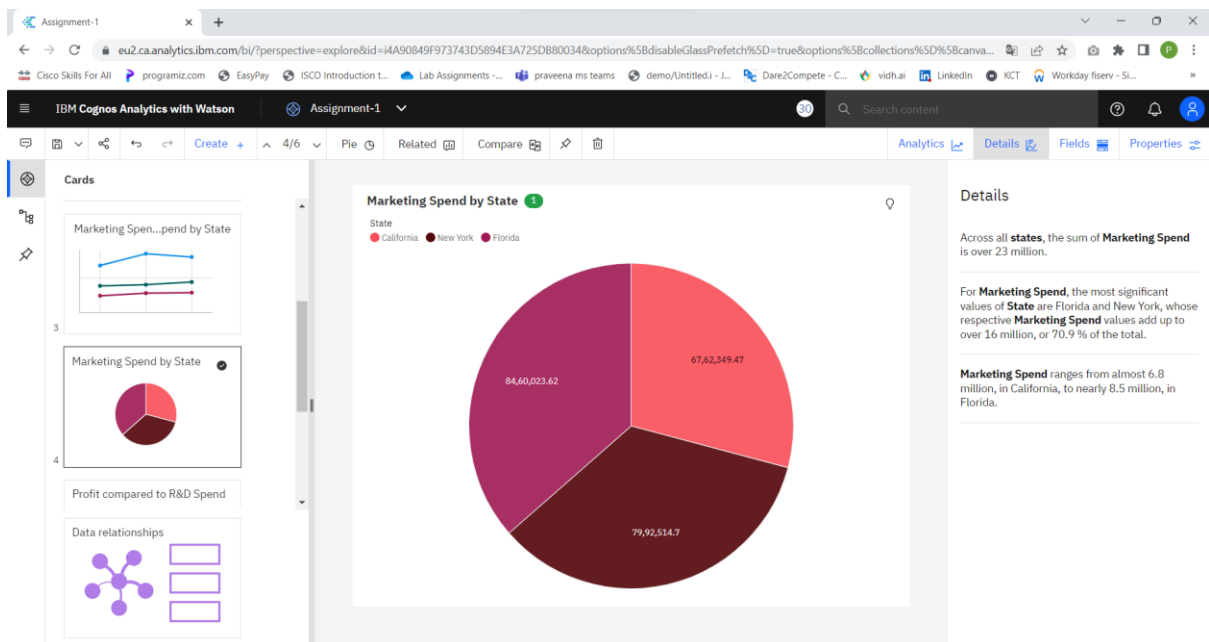 Assignment-1
eu2.ca.analytics.ibm.com/bi/?perspective=explore&id=i4A90849F973743D5894E3A725DB80034&options%5BdisableGlassPrefetch%5D=true&options%5Bcollections%5D%5Bcanva...
Cisco Skills For All programiz.com EasyPay ISCO Introduction t... Lab Assignments -... praveena ms teams demo/Untitled.i - J... Dare2Compete - C... vidh.ai LinkedIn KCT Workday fiserv - Si... »
IBM Cognos Analytics with Watson Assignment-1 30 Search content
Create + 4/6 Pie Related Compare Analytics Details Fields Properties
Cards
Marketing Spen...pend by State
3
Marketing Spend by State
4
Profit compared to R&D Spend
Data relationships
Marketing Spend by State 1
State
California New York Florida
67,62,349.47
84,60,023.62
79,92,514.7
Details
Across all states, the sum of Marketing Spend
is over 23 million.
For Marketing Spend, the most significant
values of State are Florida and New York, whose
respective Marketing Spend values add up to
over 16 million, or 70.9 % of the total.
Marketing Spend ranges from almost 6.8
million, in California, to nearly 8.5 million, in
Florida.